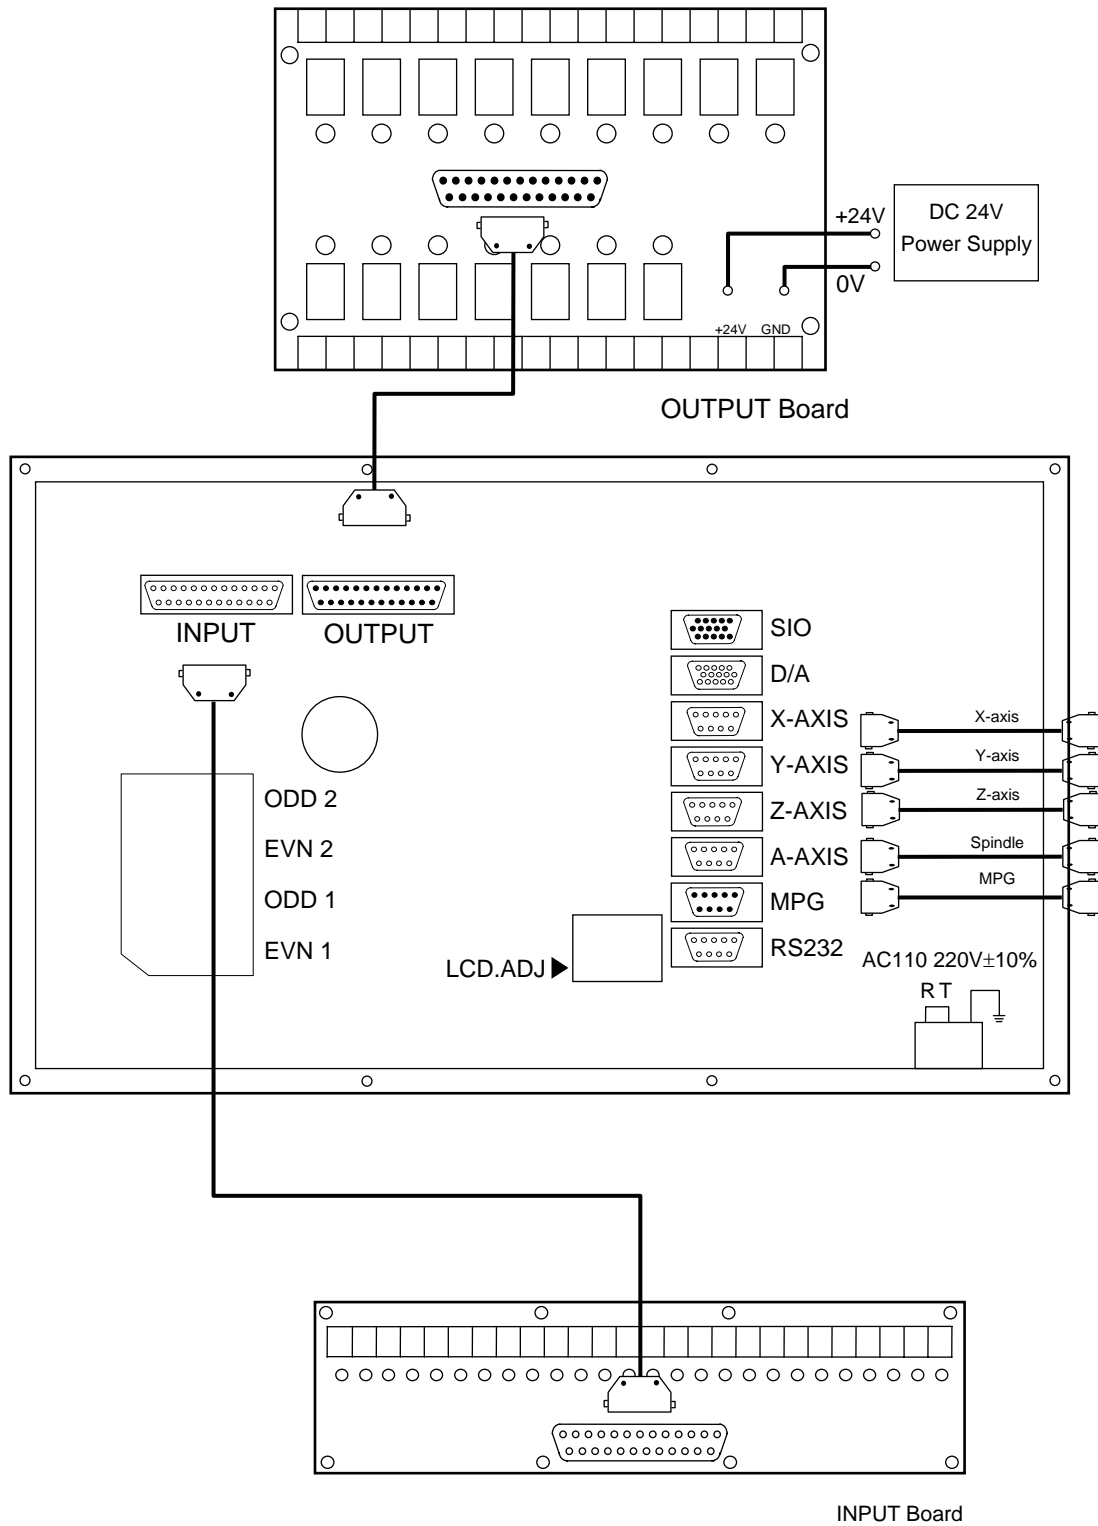 +24V
DC 24V
Power Supply
0V
+24V GND
OUTPUT Board
INPUT
OUTPUT
SIO
D/A
X-AXIS
X-axis
Y-AXIS
Y-axis
Z-AXIS
Z-axis
A-AXIS
Spindle
MPG
MPG
RS232
ODD 2
EVN 2
ODD 1
EVN 1
LCD.ADJ
AC110 220V±10%
R T
INPUT Board